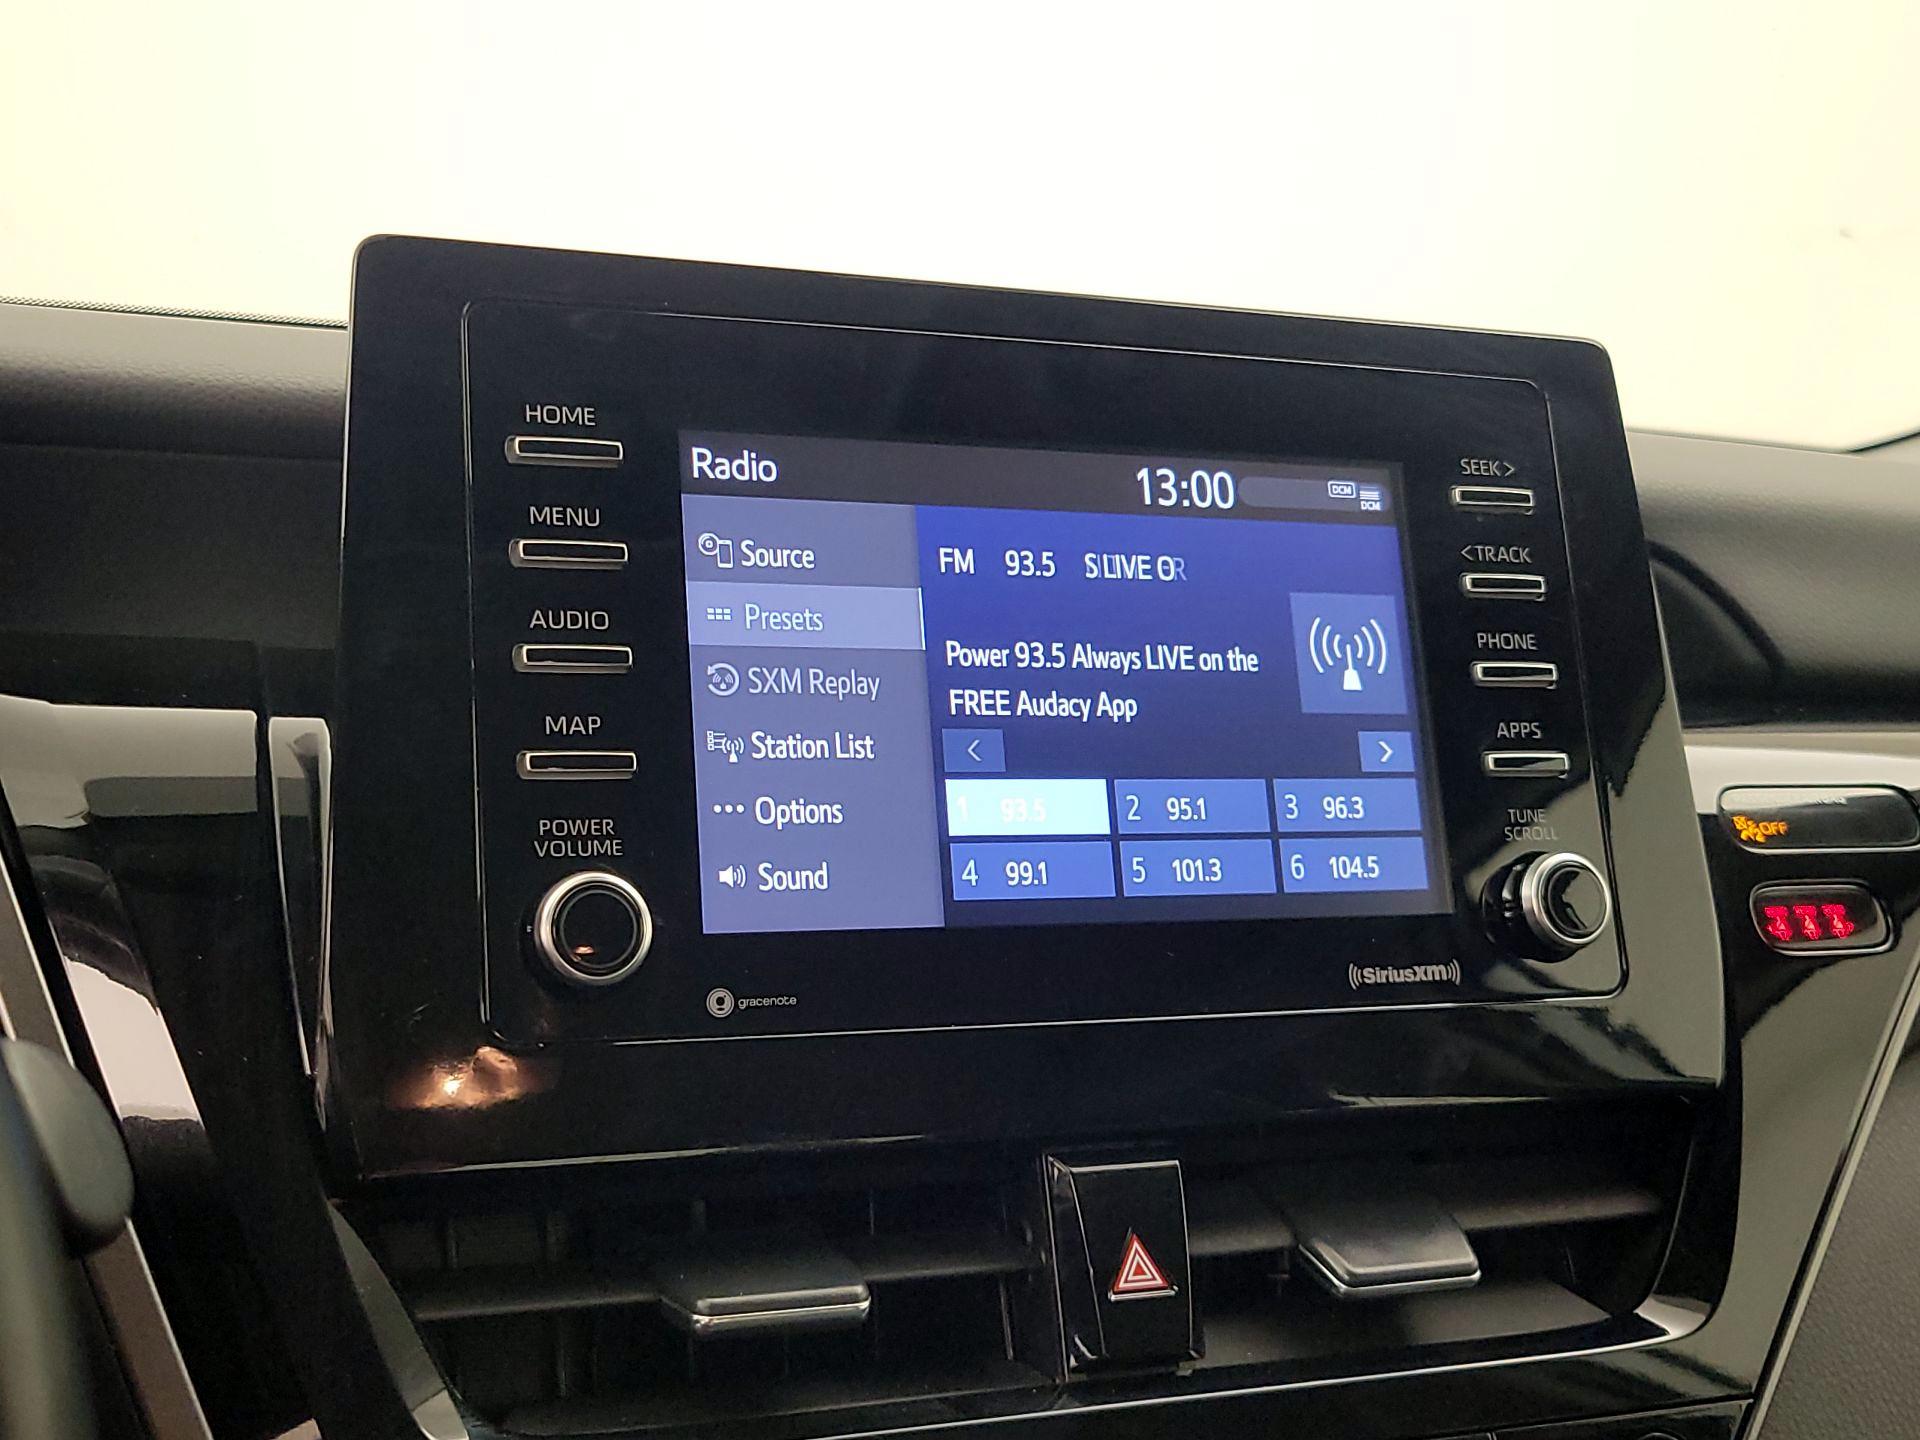 HOME
MENU
AUDIO
MAP
POWER
VOLUME
Radio
13:00
DCM
DCM
Source
Presets
SXM Replay
Station List
Options
Sound
FM 93.5
Power 93.5 Always LIVE on the
FREE Audacy App
<
>
1 93.5
2 95.1
3 96.3
4 99.1
5 101.3
6 104.5
SEEK >
< TRACK
PHONE
APPS
TUNE
SCROLL
gracenote
((SiriusXM))
OFF